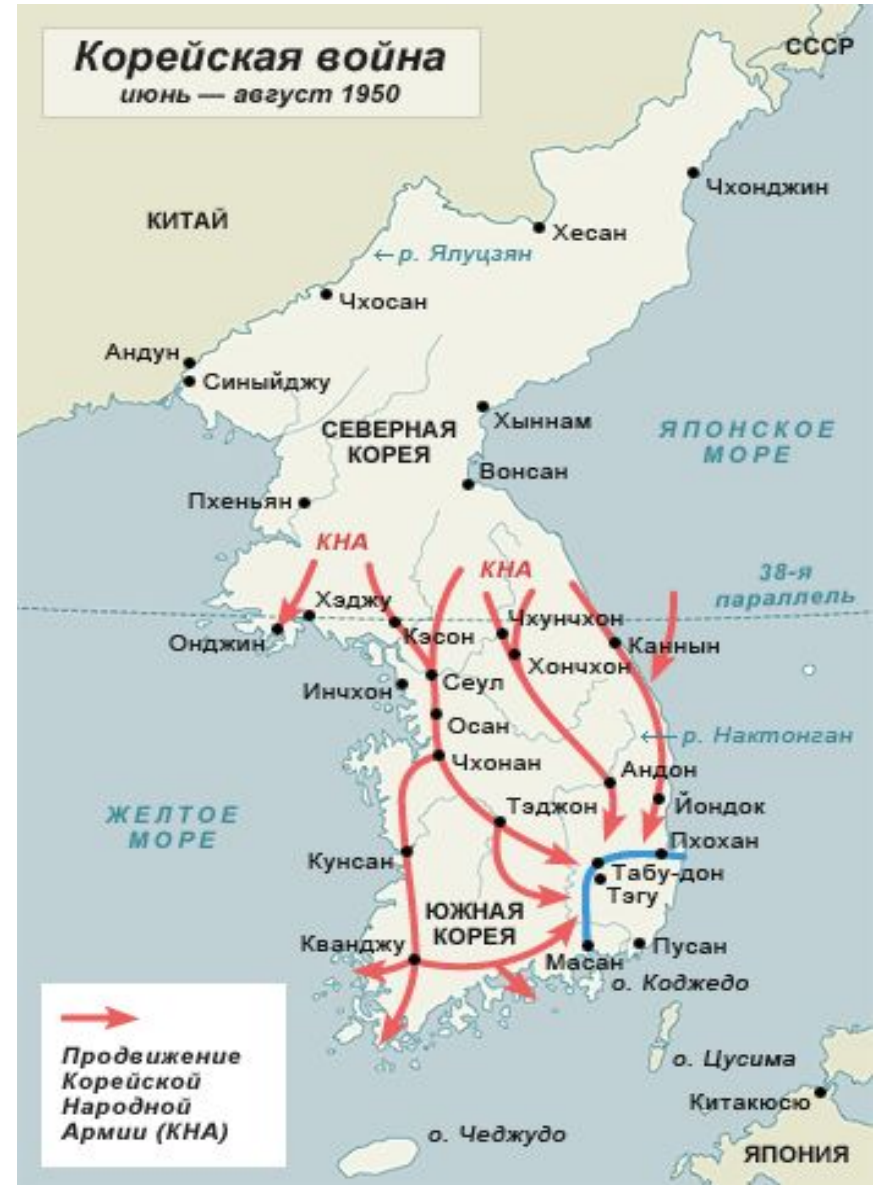 Корейская война
июнь — август 1950
СССР
Чхонджин
КИТАЙ
Хесан
← р. Ялуцзян
Чхосан
Андун
Синыйджу
Хыннам
СЕВЕРНАЯ
КОРЕЯ
ЯПОНСКОЕ
МОРЕ
Вонсан
Пхеньян
КНА
КНА
38-я
параллель
Хэджу
Чхунчхон
Онджин
Кэсон
Каннын
Хончхон
Инчхон
Сеул
Осан
← р. Нактонган
Чхонан
Андон
ЖЕЛТОЕ
МОРЕ
Тэджон
Йондок
Пхохан
Кунсан
Табу-дон
Тэгу
ЮЖНАЯ
КОРЕЯ
Кванджу
Масан
Пусан
о. Коджедо
Продвижение
Корейской
Народной
Армии (КНА)
о. Цусима
Китакюсю
о. Чеджудо
ЯПОНИЯ